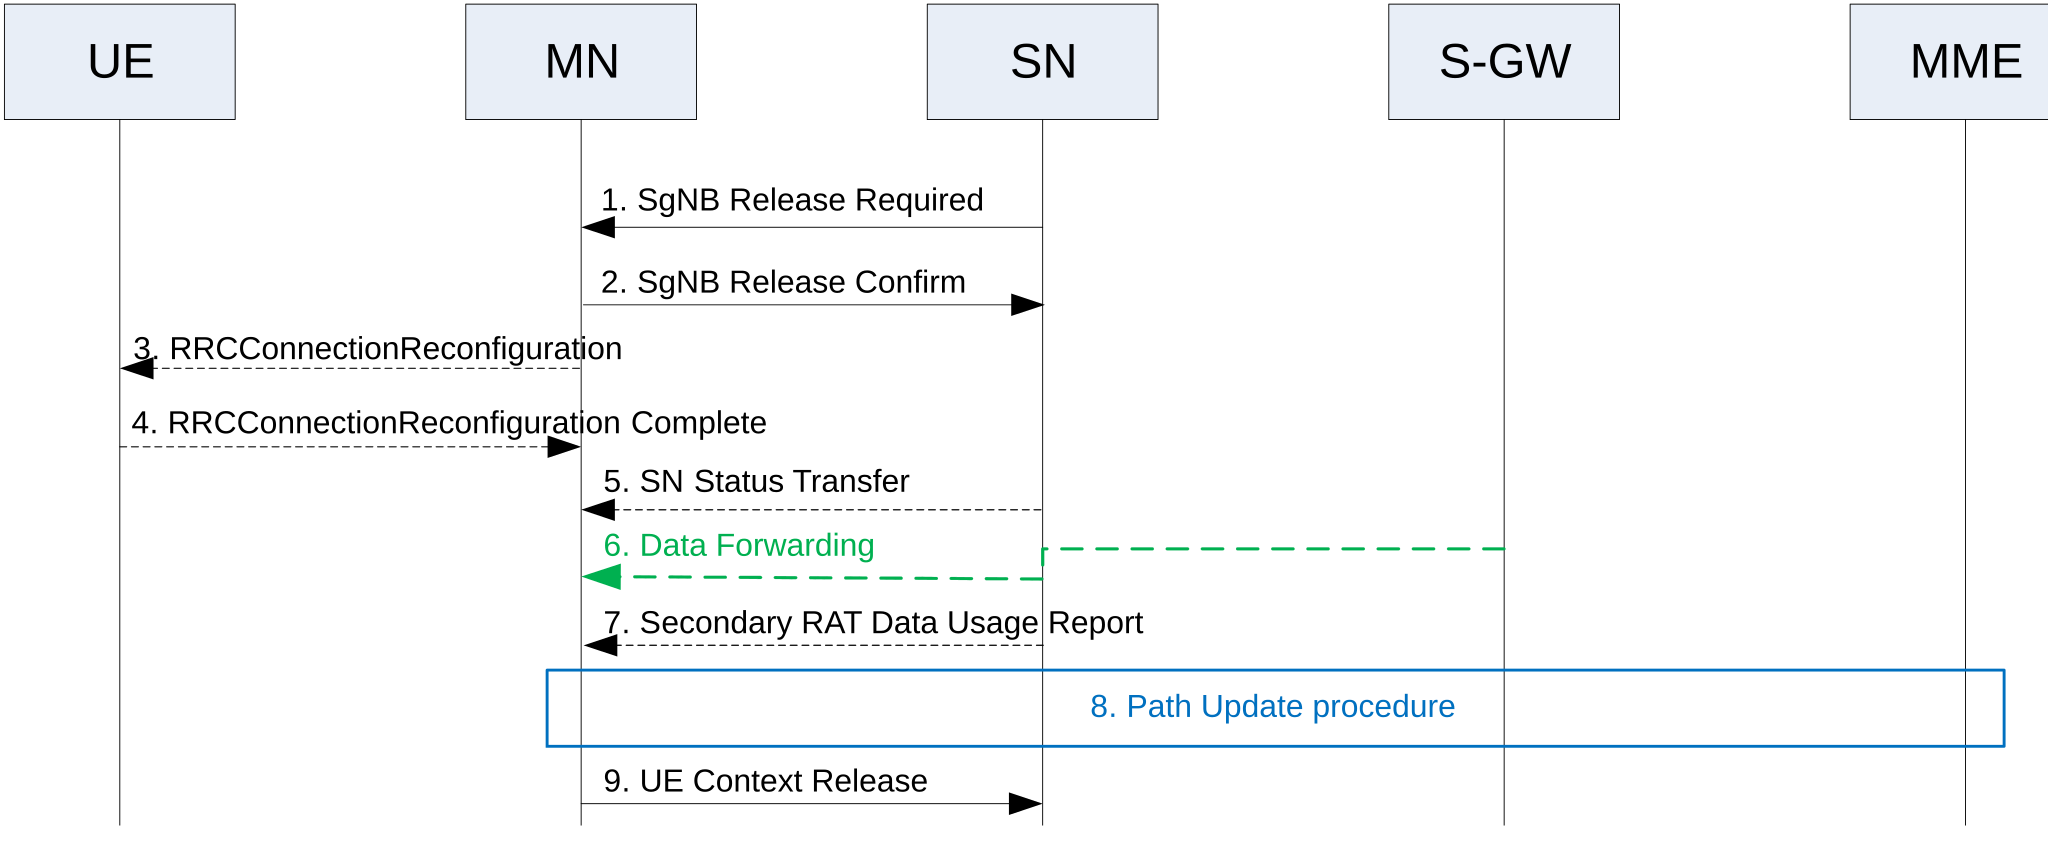 UE
MN
SN
S-GW
MME
1. SgNB Release Required
2. SgNB Release Confirm
3. RRCConnectionReconfiguration
4. RRCConnectionReconfiguration Complete
5. SN Status Transfer
6. Data Forwarding
7. Secondary RAT Data Usage Report
8. Path Update procedure
9. UE Context Release